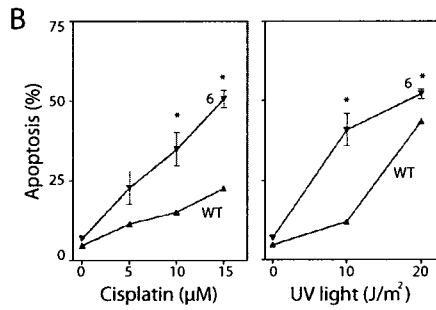 B
Apoptosis (%)
75
50
25
0
* *
6
WT
0 5 10 15
Cisplatin (µM)
* *
6
WT
0 10 20
UV light (J/m²)